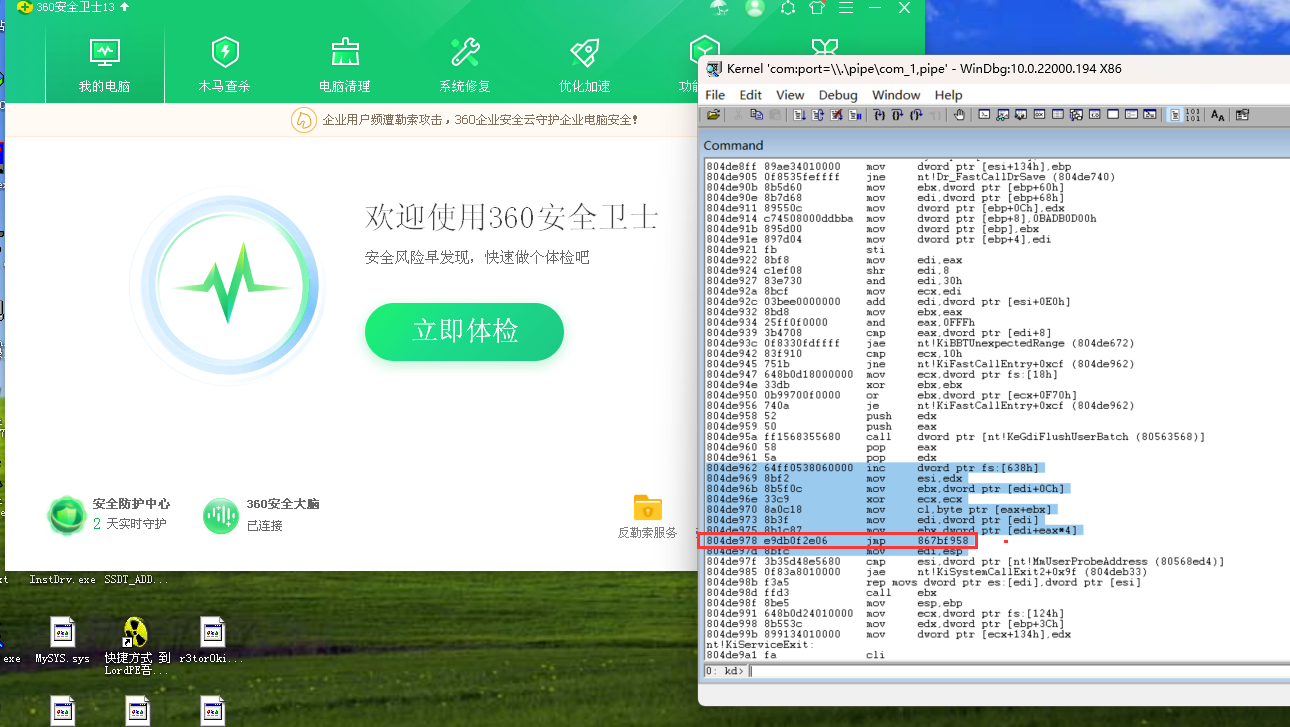 360安全卫士13
我的电脑
木马查杀
电脑清理
系统修复
优化加速
企业用户频遭勒索攻击，360企业安全云守护企业电脑安全!
欢迎使用360安全卫士
安全风险早发现，快速做个体检吧
立即体检
安全防护中心
2 天实时守护
360安全大脑
已连接
反勒索服务
InstDrv.exe SSDT_ADD...
MySYS.sys
快捷方式 到
LordPE吾...
r3tor0ki...
Kernel 'com:port=\\.\pipe\com_1,pipe' - WinDbg:10.0.22000.194 X86
File Edit View Debug Window Help
Command
804de8ff 89ae34010000 mov dword ptr [esi+134h],ebp
804de905 0f8535feffff jne nt!Dr_FastCallDrSave (804de740)
804de90b 8b5d60 mov ebx,dword ptr [ebp+60h]
804de90e 8b7d68 mov edi,dword ptr [ebp+68h]
804de911 89550c mov dword ptr [ebp+0Ch],edx
804de914 c74508000ddbba mov dword ptr [ebp+8],0BADB0D00h
804de91b 895d00 mov dword ptr [ebp],ebx
804de91e 897d04 mov dword ptr [ebp+4],edi
804de921 fb sti
804de922 8bf8 mov edi,eax
804de924 c1ef08 shr edi,8
804de927 83e730 and edi,30h
804de92a 8bcf mov ecx,edi
804de92c 03bee0000000 add edi,dword ptr [esi+0E0h]
804de932 8bd8 mov ebx,eax
804de934 25ff0f0000 and eax,0FFFh
804de939 3b4708 cmp eax,dword ptr [edi+8]
804de93c 0f8330fdffff jae nt!KiBBTUnexpectedRange (804de672)
804de942 83f910 cmp ecx,10h
804de945 751b jne nt!KiFastCallEntry+0xcf (804de962)
804de947 648b0d18000000 mov ecx,dword ptr fs:[18h]
804de94e 33db xor ebx,ebx
804de950 0b99700f0000 or ebx,dword ptr [ecx+0F70h]
804de956 740a je nt!KiFastCallEntry+0xcf (804de962)
804de958 52 push edx
804de959 50 push eax
804de95a ff1568355680 call dword ptr [nt!KeGdiFlushUserBatch (80563568)]
804de960 58 pop eax
804de961 5a pop edx
804de962 64ff0538060000 inc dword ptr fs:[638h]
804de969 8bf2 mov esi,edx
804de96b 8b5f0c mov ebx,dword ptr [edi+0Ch]
804de96e 33c9 xor ecx,ecx
804de970 8a0c18 mov cl,byte ptr [eax+ebx]
804de973 8b3f mov edi,dword ptr [edi]
804de975 8b1c87 mov ebx,dword ptr [edi+eax*4]
804de978 e9db0f2e06 jmp 867bf958
804de97d 8bfc mov edi,esp
804de97f 3b35d48e5680 cmp esi,dword ptr [nt!MmUserProbeAddress (80568ed4)]
804de985 0f83a8010000 jae nt!KiSystemCallExit2+0x9f (804deb33)
804de98b f3a5 rep movs dword ptr es:[edi],dword ptr [esi]
804de98d ffd3 call ebx
804de98f 8be5 mov esp,ebp
804de991 648b0d24010000 mov ecx,dword ptr fs:[124h]
804de998 8b553c mov edx,dword ptr [ebp+3Ch]
804de99b 899134010000 mov dword ptr [ecx+134h],edx
nt!KiServiceExit:
804de9a1 fa cli
0: kd>